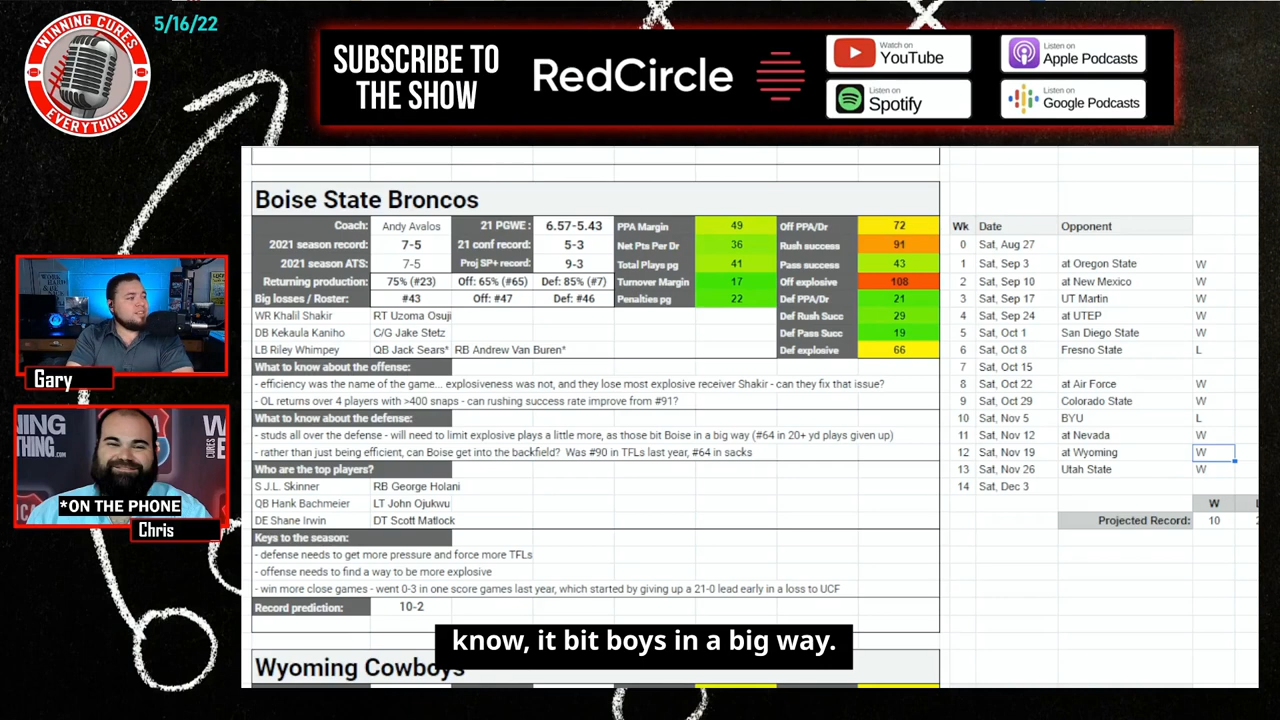 5/16/22
WINNING CURES
EVERYTHING
SUBSCRIBE TO
THE SHOW
RedCircle
Watch on
YouTube
Listen on
Apple Podcasts
Listen on
Spotify
Listen on
Google Podcasts
Gary
*ON THE PHONE
Chris
Boise State Broncos
Coach: Andy Avalos 21 PGWE : 6.57-5.43 PPA Margin 49 Off PPA/Dr 72
2021 season record: 7-5 21 conf record: 5-3 Net Pts Per Dr 36 Rush success 91
2021 season ATS: 7-5 Proj SP+ record: 9-3 Total Plays pg 41 Pass success 43
Returning production: 75% (#23) Off: 65% (#65) Def: 85% (#7) Turnover Margin 17 Off explosive 108
Big losses / Roster: #43 Off: #47 Def: #46 Penalties pg 22 Def PPA/Dr 21
WR Khalil Shakir RT Uzoma Osuji Def Rush Succ 29
DB Kekaula Kaniho C/G Jake Stetz Def Pass Succ 19
LB Riley Whimpey QB Jack Sears* RB Andrew Van Buren* Def explosive 66
What to know about the offense:
- efficiency was the name of the game... explosiveness was not, and they lose most explosive receiver Shakir - can they fix that issue?
- OL returns over 4 players with >400 snaps - can rushing success rate improve from #91?
What to know about the defense:
- studs all over the defense - will need to limit explosive plays a little more, as those bit Boise in a big way (#64 in 20+ yd plays given up)
- rather than just being efficient, can Boise get into the backfield? Was #90 in TFLs last year, #64 in sacks
Who are the top players?
S J.L. Skinner RB George Holani
QB Hank Bachmeier LT John Ojukwu
DE Shane Irwin DT Scott Matlock
Keys to the season:
- defense needs to get more pressure and force more TFLs
- offense needs to find a way to be more explosive
- win more close games - went 0-3 in one score games last year, which started by giving up a 21-0 lead early in a loss to UCF
Record prediction: 10-2
Wk Date Opponent
0 Sat, Aug 27
1 Sat, Sep 3 at Oregon State W
2 Sat, Sep 10 at New Mexico W
3 Sat, Sep 17 UT Martin W
4 Sat, Sep 24 at UTEP W
5 Sat, Oct 1 San Diego State W
6 Sat, Oct 8 Fresno State L
7 Sat, Oct 15
8 Sat, Oct 22 at Air Force W
9 Sat, Oct 29 Colorado State W
10 Sat, Nov 5 BYU L
11 Sat, Nov 12 at Nevada W
12 Sat, Nov 19 at Wyoming W
13 Sat, Nov 26 Utah State W
14 Sat, Dec 3
W
Projected Record: 10
know, it bit boys in a big way.
Wyoming Cowboys